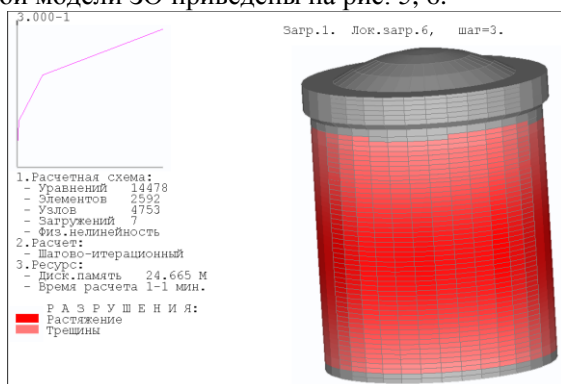 ой модели ЗО приведены на рис. 5, 6.
3.000-1
Загр.1. Лок.загр.6, шаг=3.
1.Расчетная схема:
- Уравнений 14478
- Элементов 2592
- Узлов 4753
- Загружений 7
- Физ.нелинейность
2.Расчет:
- Шагово-итерационный
3.Ресурс:
- Диск.память 24.665 М
- Время расчета 1-1 мин.
Р А З Р У Ш Е Н И Я:
Растяжение
Трещины